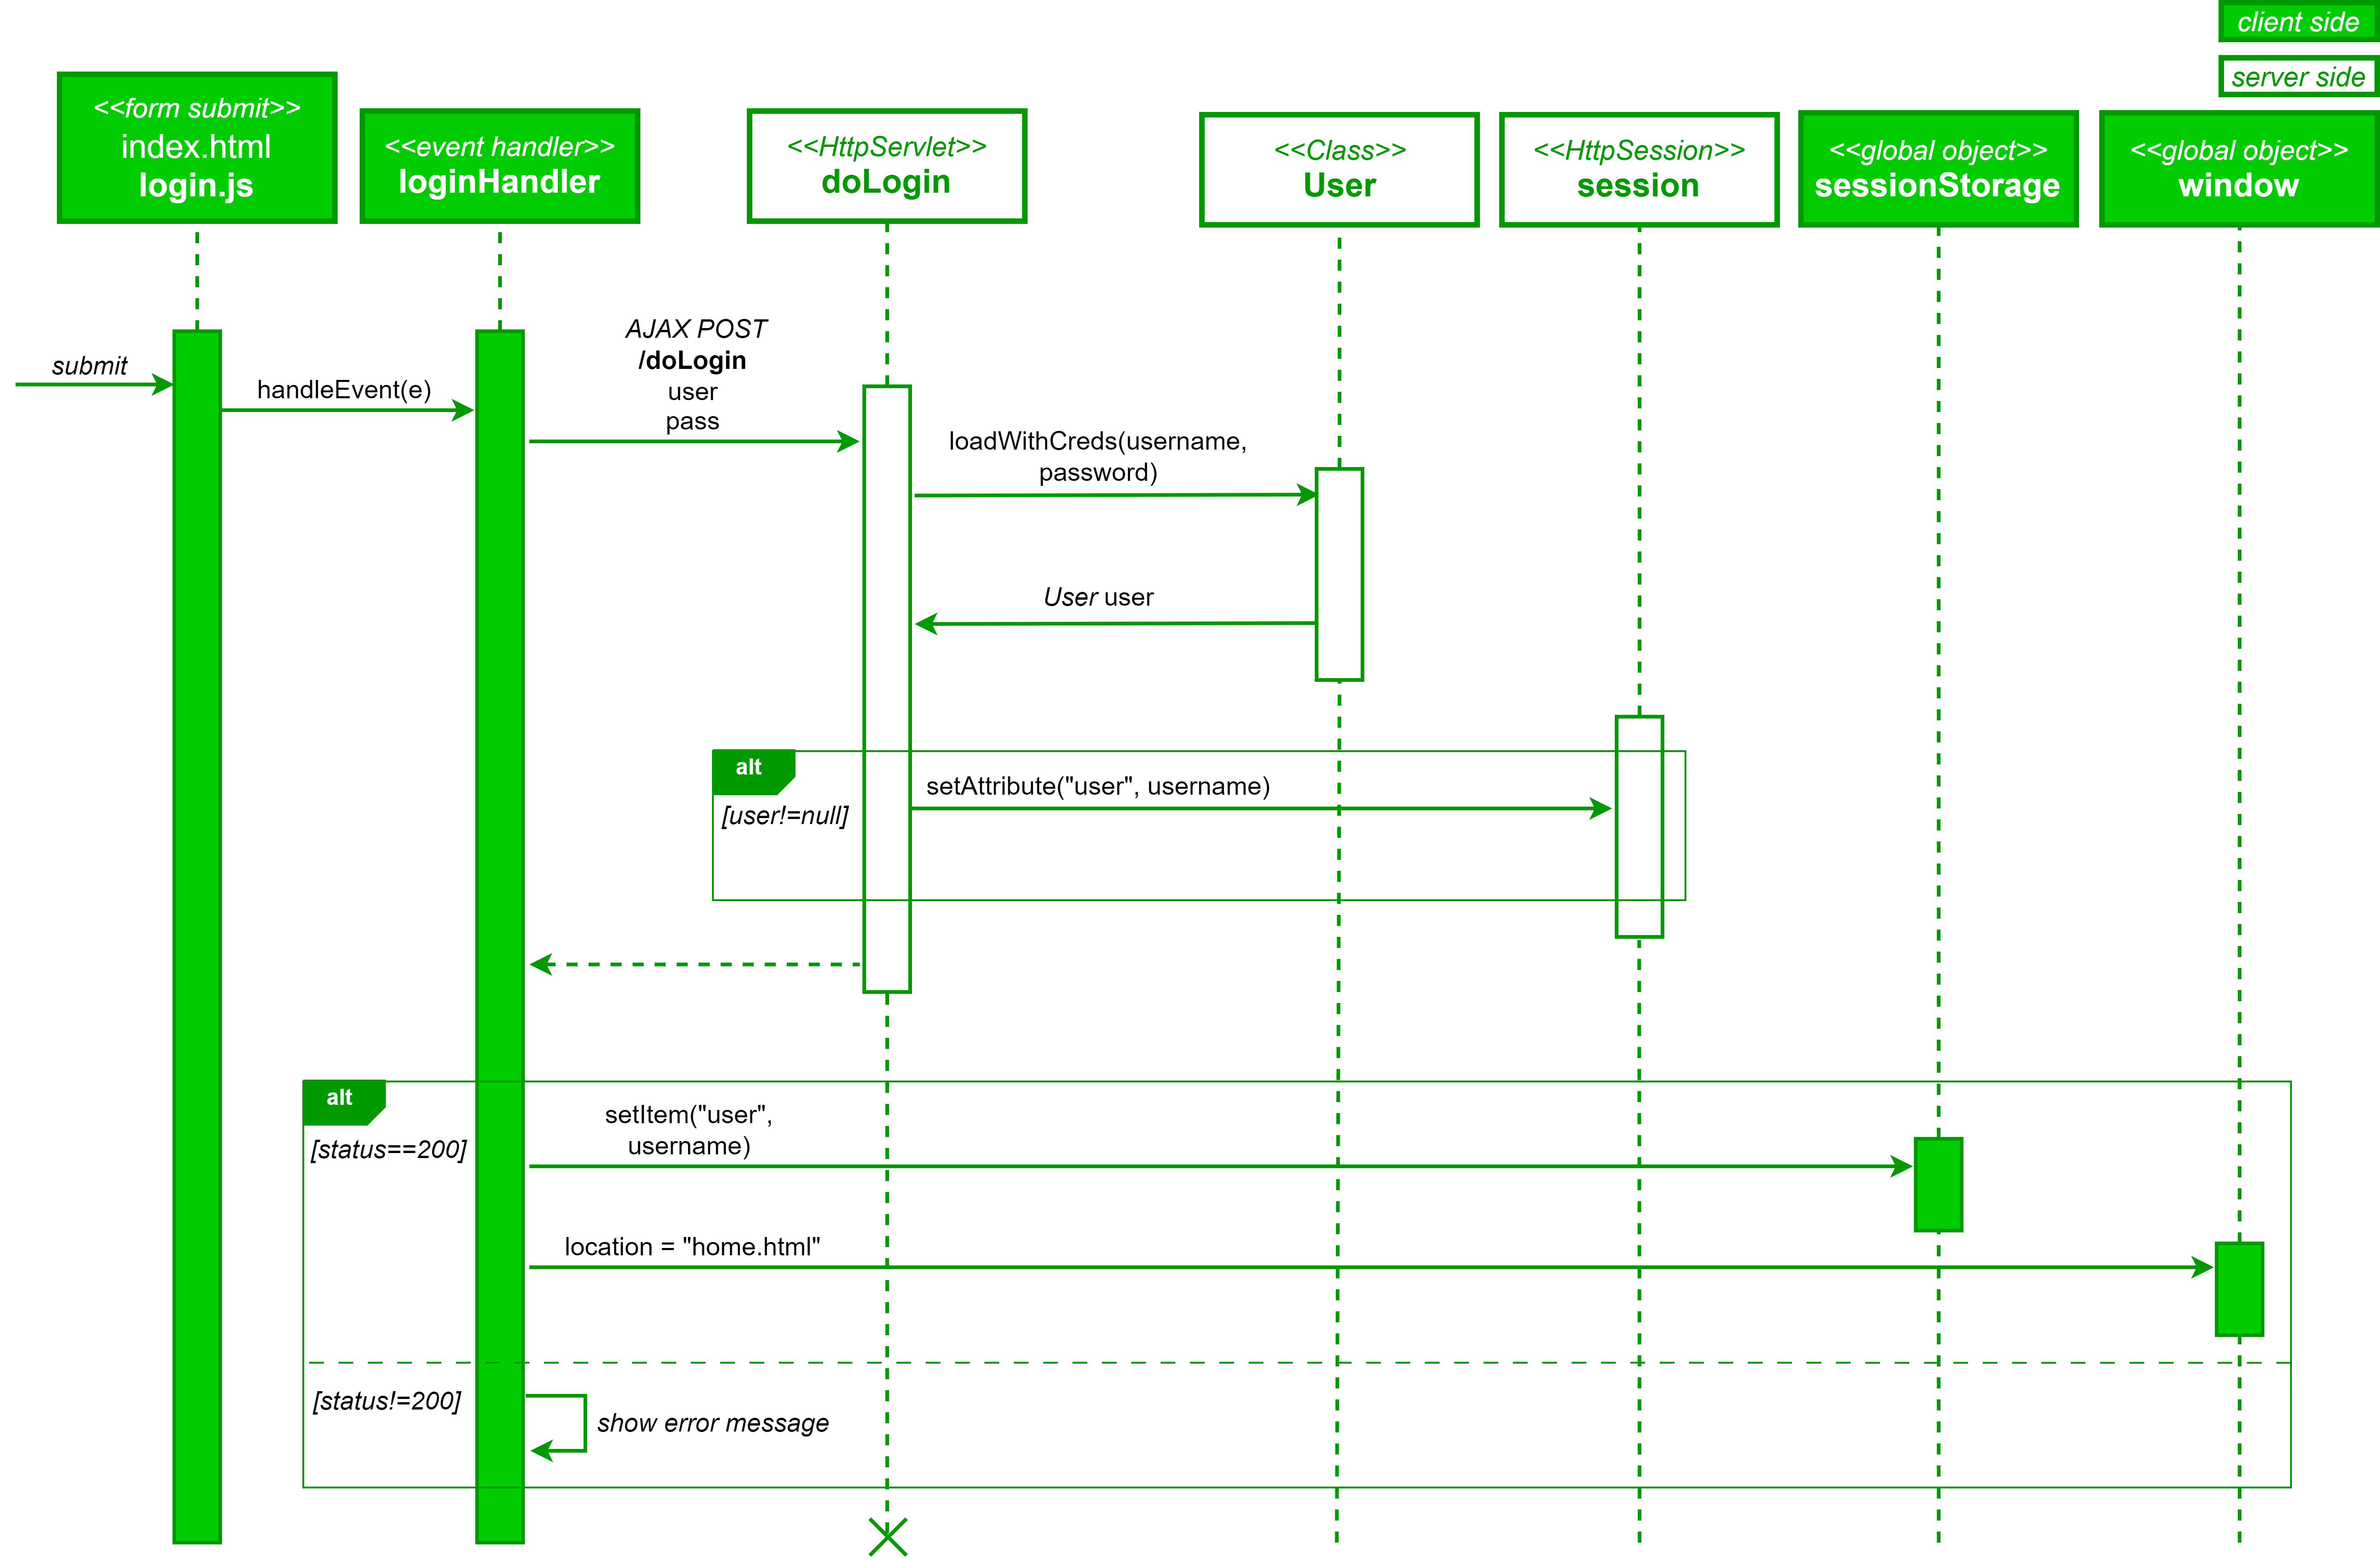 client side
server side
<<form submit>>
index.html
login.js
<<event handler>>
loginHandler
<<HttpServlet>>
doLogin
<<Class>>
User
<<HttpSession>>
session
<<global object>>
sessionStorage
<<global object>>
window
submit
handleEvent(e)
AJAX POST
/doLogin
user
pass
loadWithCreds(username,
password)
User user
alt
[user!=null]
setAttribute("user", username)
alt
[status==200]
setItem("user",
username)
location = "home.html"
[status!=200]
show error message